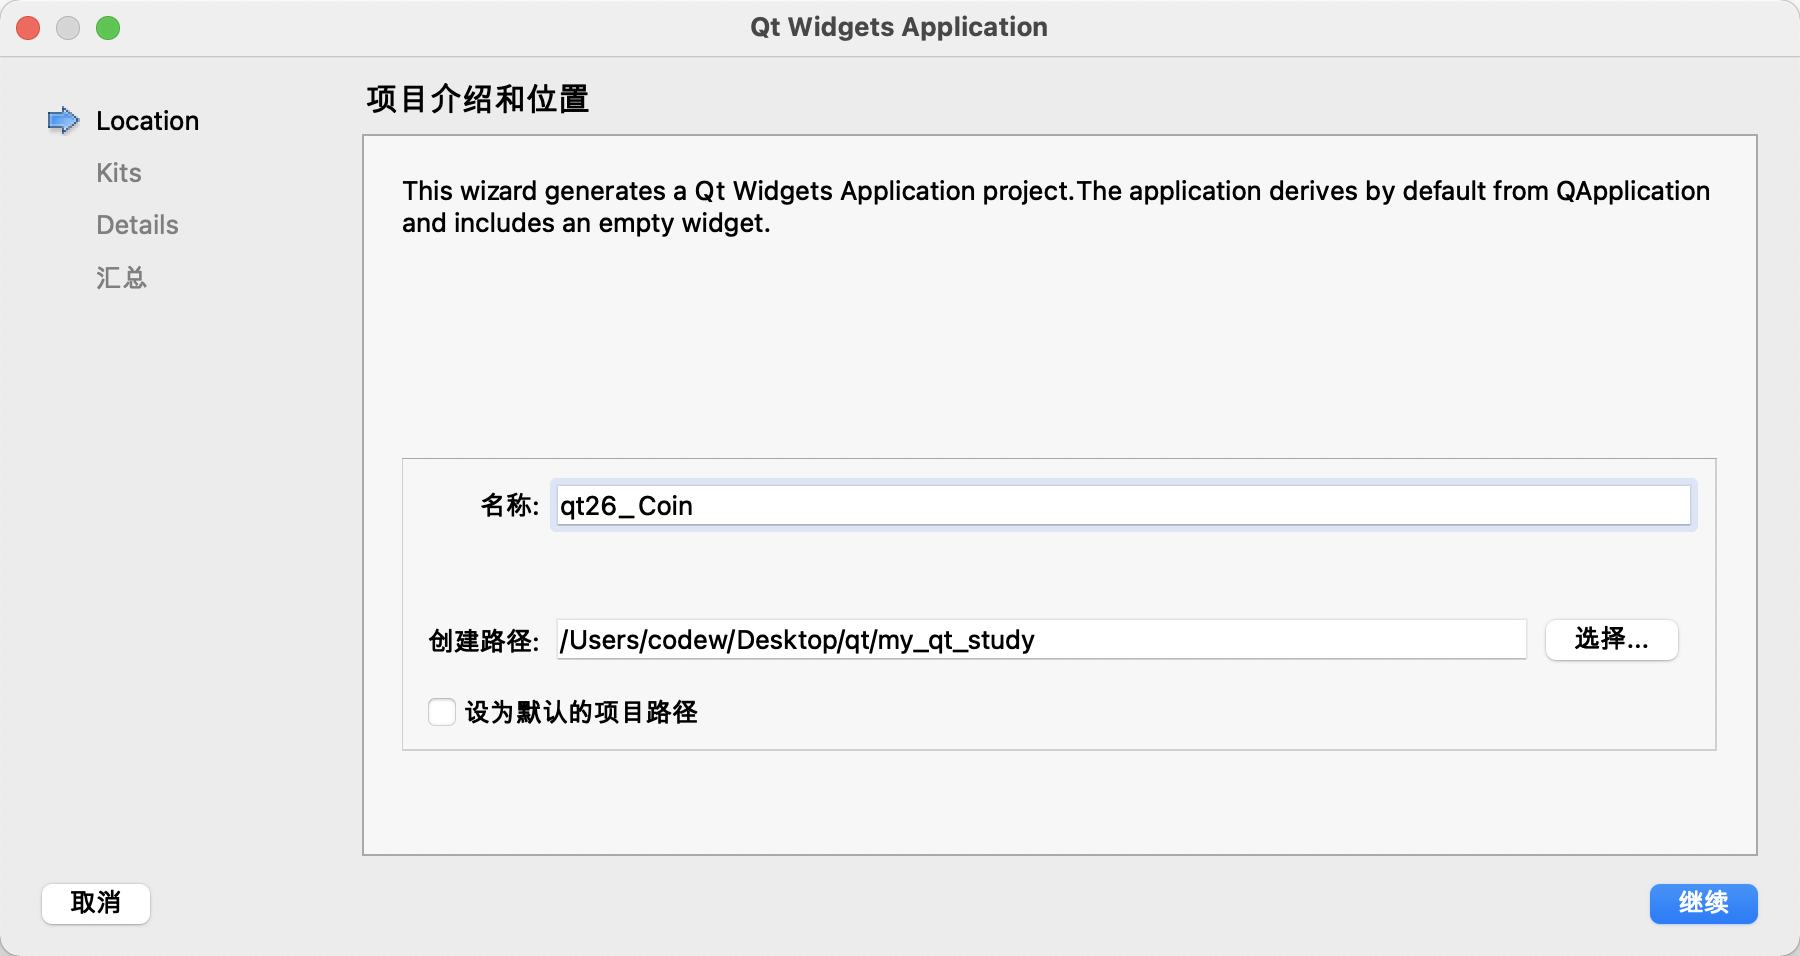 Qt Widgets Application
Location
Kits
Details
汇总
项目介绍和位置
This wizard generates a Qt Widgets Application project.The application derives by default from QApplication
and includes an empty widget.
名称: qt26_Coin
创建路径: /Users/codew/Desktop/qt/my_qt_study 选择...
设为默认的项目路径
取消 继续